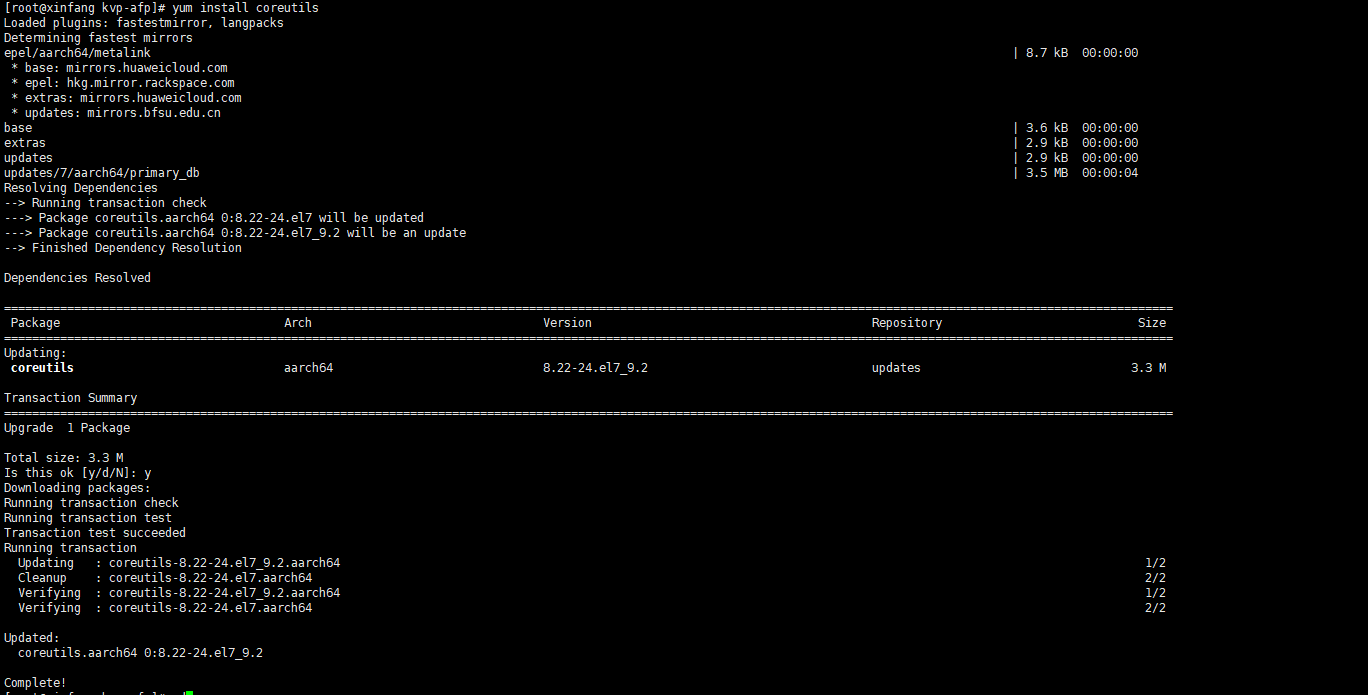 [root@xinfang kvp-afp]# yum install coreutils
Loaded plugins: fastestmirror, langpacks
Determining fastest mirrors
epel/aarch64/metalink | 8.7 kB 00:00:00
* base: mirrors.huaweicloud.com
* epel: hkg.mirror.rackspace.com
* extras: mirrors.huaweicloud.com
* updates: mirrors.bfsu.edu.cn
base | 3.6 kB 00:00:00
extras | 2.9 kB 00:00:00
updates | 2.9 kB 00:00:00
updates/7/aarch64/primary_db | 3.5 MB 00:00:04
Resolving Dependencies
--> Running transaction check
---> Package coreutils.aarch64 0:8.22-24.el7 will be updated
---> Package coreutils.aarch64 0:8.22-24.el7_9.2 will be an update
--> Finished Dependency Resolution
Dependencies Resolved
Package Arch Version Repository Size
Updating:
coreutils aarch64 8.22-24.el7_9.2 updates 3.3 M
Transaction Summary
Upgrade 1 Package
Total size: 3.3 M
Is this ok [y/d/N]: y
Downloading packages:
Running transaction check
Running transaction test
Transaction test succeeded
Running transaction
Updating : coreutils-8.22-24.el7_9.2.aarch64 1/2
Cleanup : coreutils-8.22-24.el7.aarch64 2/2
Verifying : coreutils-8.22-24.el7_9.2.aarch64 1/2
Verifying : coreutils-8.22-24.el7.aarch64 2/2
Updated:
coreutils.aarch64 0:8.22-24.el7_9.2
Complete!